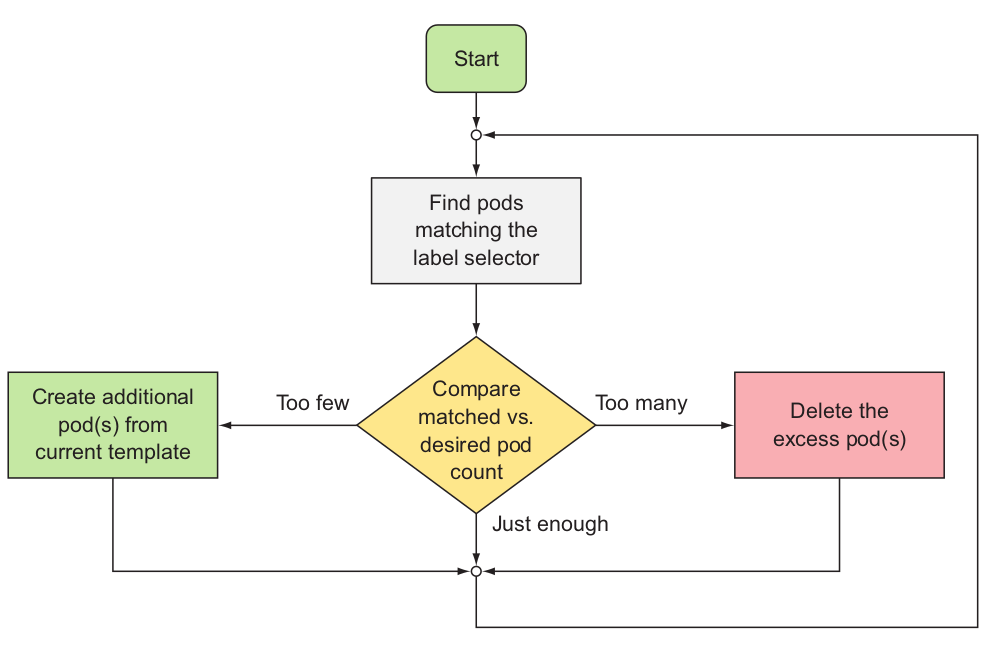 Start
Find pods
matching the
label selector
Too few
Too many
Create additional
pod(s) from
current template
Compare
matched vs.
desired pod
count
Delete the
excess pod(s)
Just enough